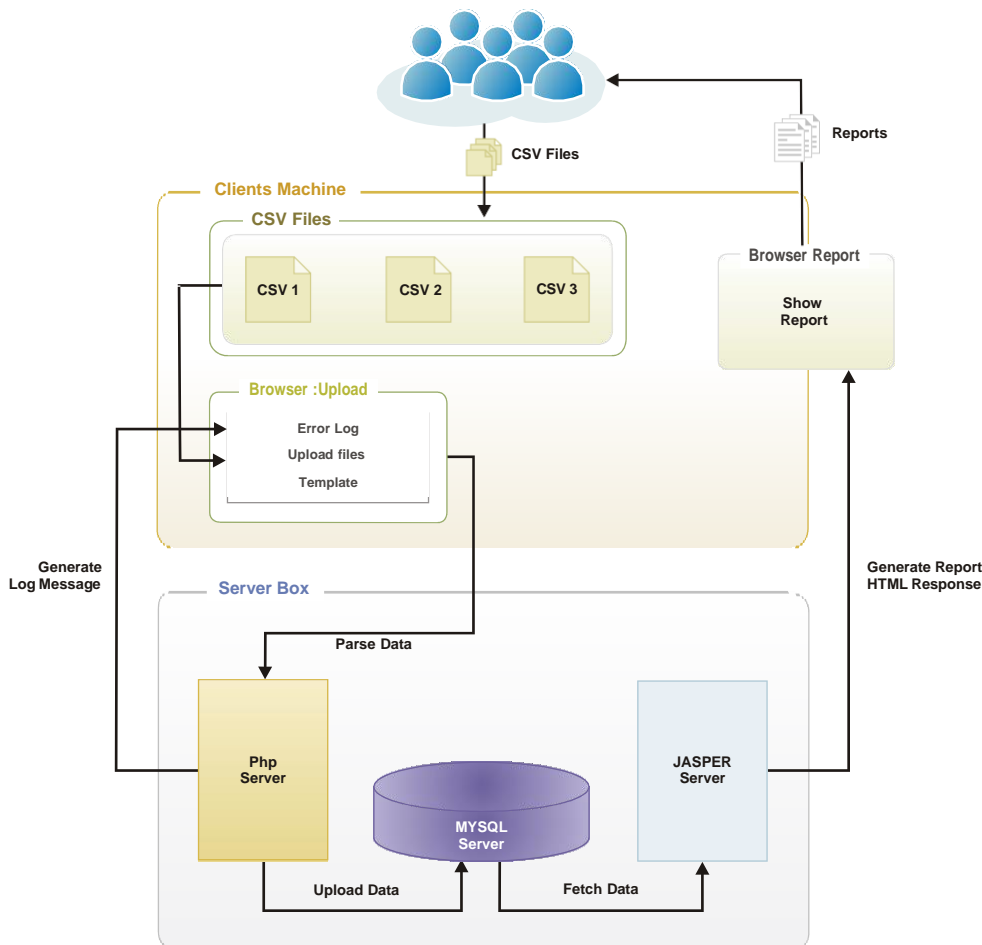 Reports
CSV Files
Clients Machine
CSV Files
CSV 1
CSV 2
CSV 3
Browser Report
Show
Report
Browser :Upload
Error Log
Upload files
Template
Generate
Log Message
Generate Report
HTML Response
Server Box
Parse Data
Php
Server
MYSQL
Server
JASPER
Server
Upload Data
Fetch Data